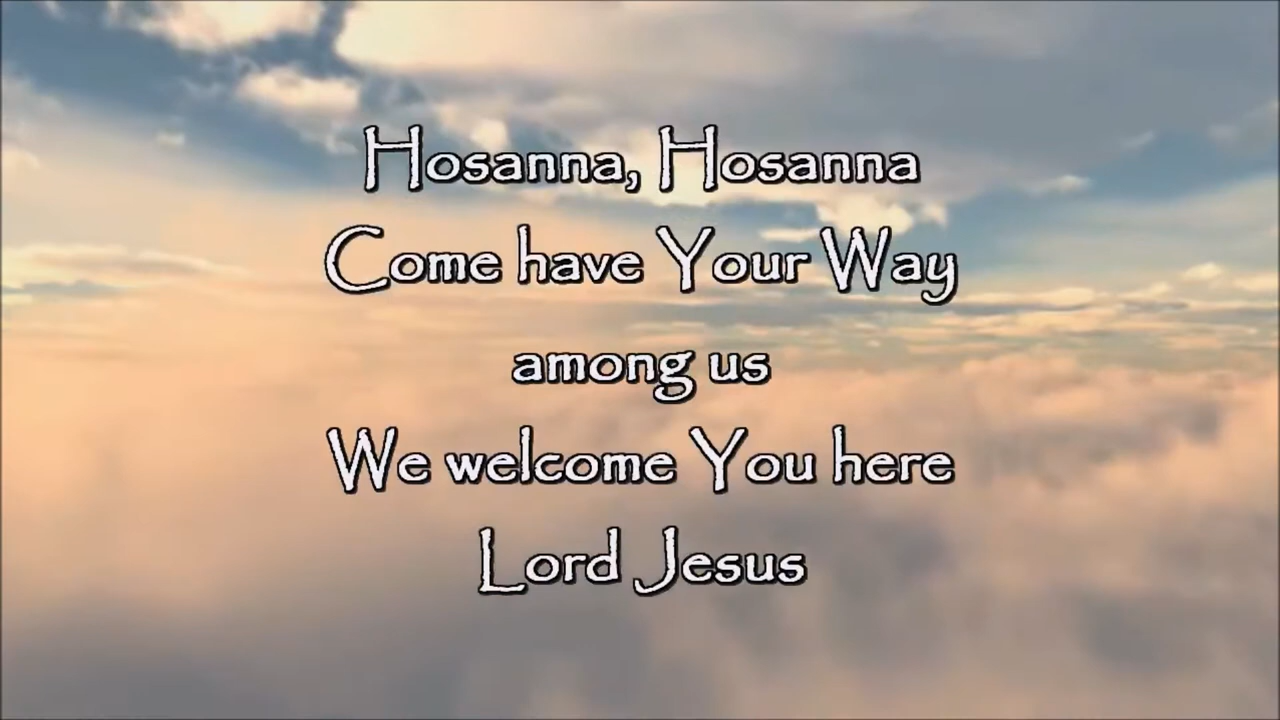 Hosanna, Hosanna
Come have Your Way
among us
We welcome You here
Lord Jesus